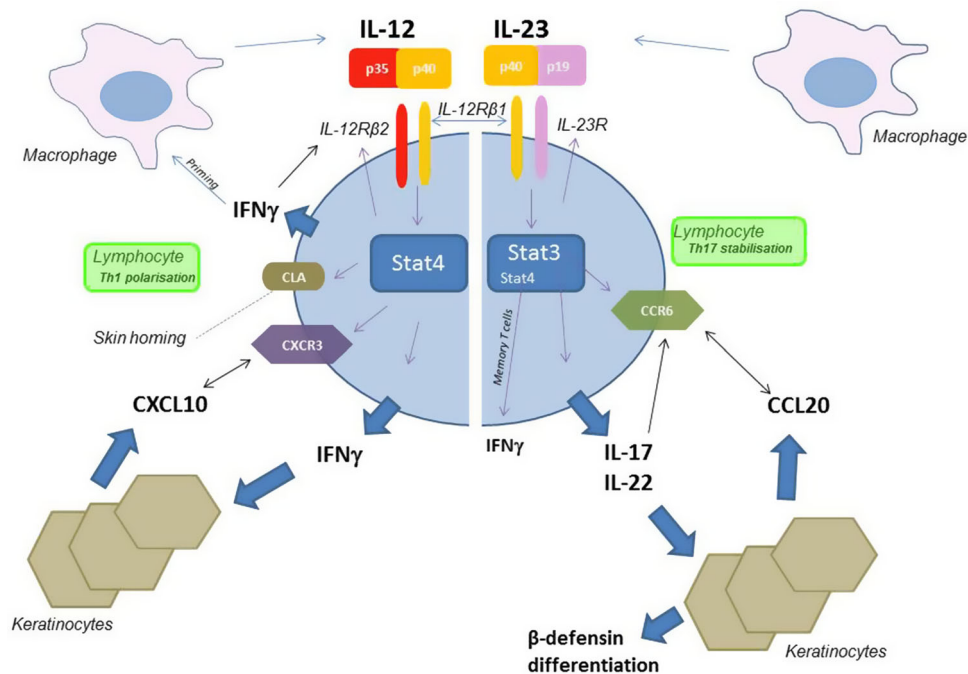 IL-12
IL-23
p35
p40
p40
p19
IL-12Rβ2
IL-12Rβ1
IL-23R
Macrophage
Macrophage
Priming
IFNγ
Lymphocyte
Th1 polarisation
CLA
Stat4
Stat3
Stat4
Lymphocyte
Th17 stabilisation
CCR6
Skin homing
CXCR3
Memory T cells
CXCL10
CCL20
IFNγ
IFNγ
IL-17
IL-22
Keratinocytes
β-defensin
differentiation
Keratinocytes